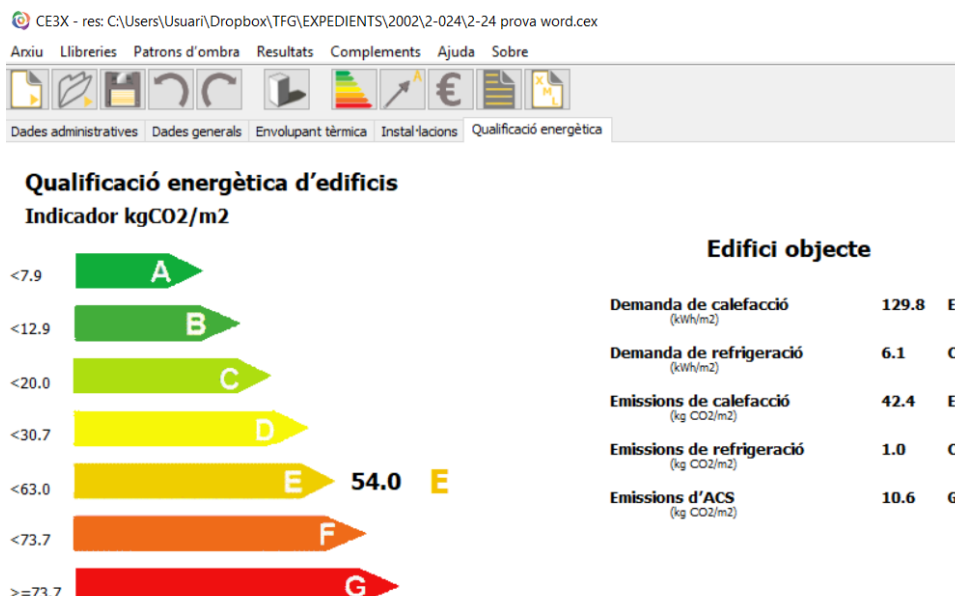 CE3X - res: C:\Users\Usuari\Dropbox\TFG\EXPEDIENTS\2002\2-024\2-24 prova word.cex
Arxiu Llibreries Patrons d'ombra Resultats Complements Ajuda Sobre
A € X M L
Dades administratives Dades generals Envolupant tèrmica Instal·lacions Qualificació energètica
Qualificació energètica d'edificis
Indicador kgCO2/m2
Edifici objecte
<7.9 A
<12.9 B
<20.0 C
<30.7 D
<63.0 E 54.0 E
<73.7 F
>=73.7 G
Demanda de calefacció 129.8 E
(kWh/m2)
Demanda de refrigeració 6.1 C
(kWh/m2)
Emissions de calefacció 42.4 E
(kg CO2/m2)
Emissions de refrigeració 1.0 C
(kg CO2/m2)
Emissions d'ACS 10.6 G
(kg CO2/m2)